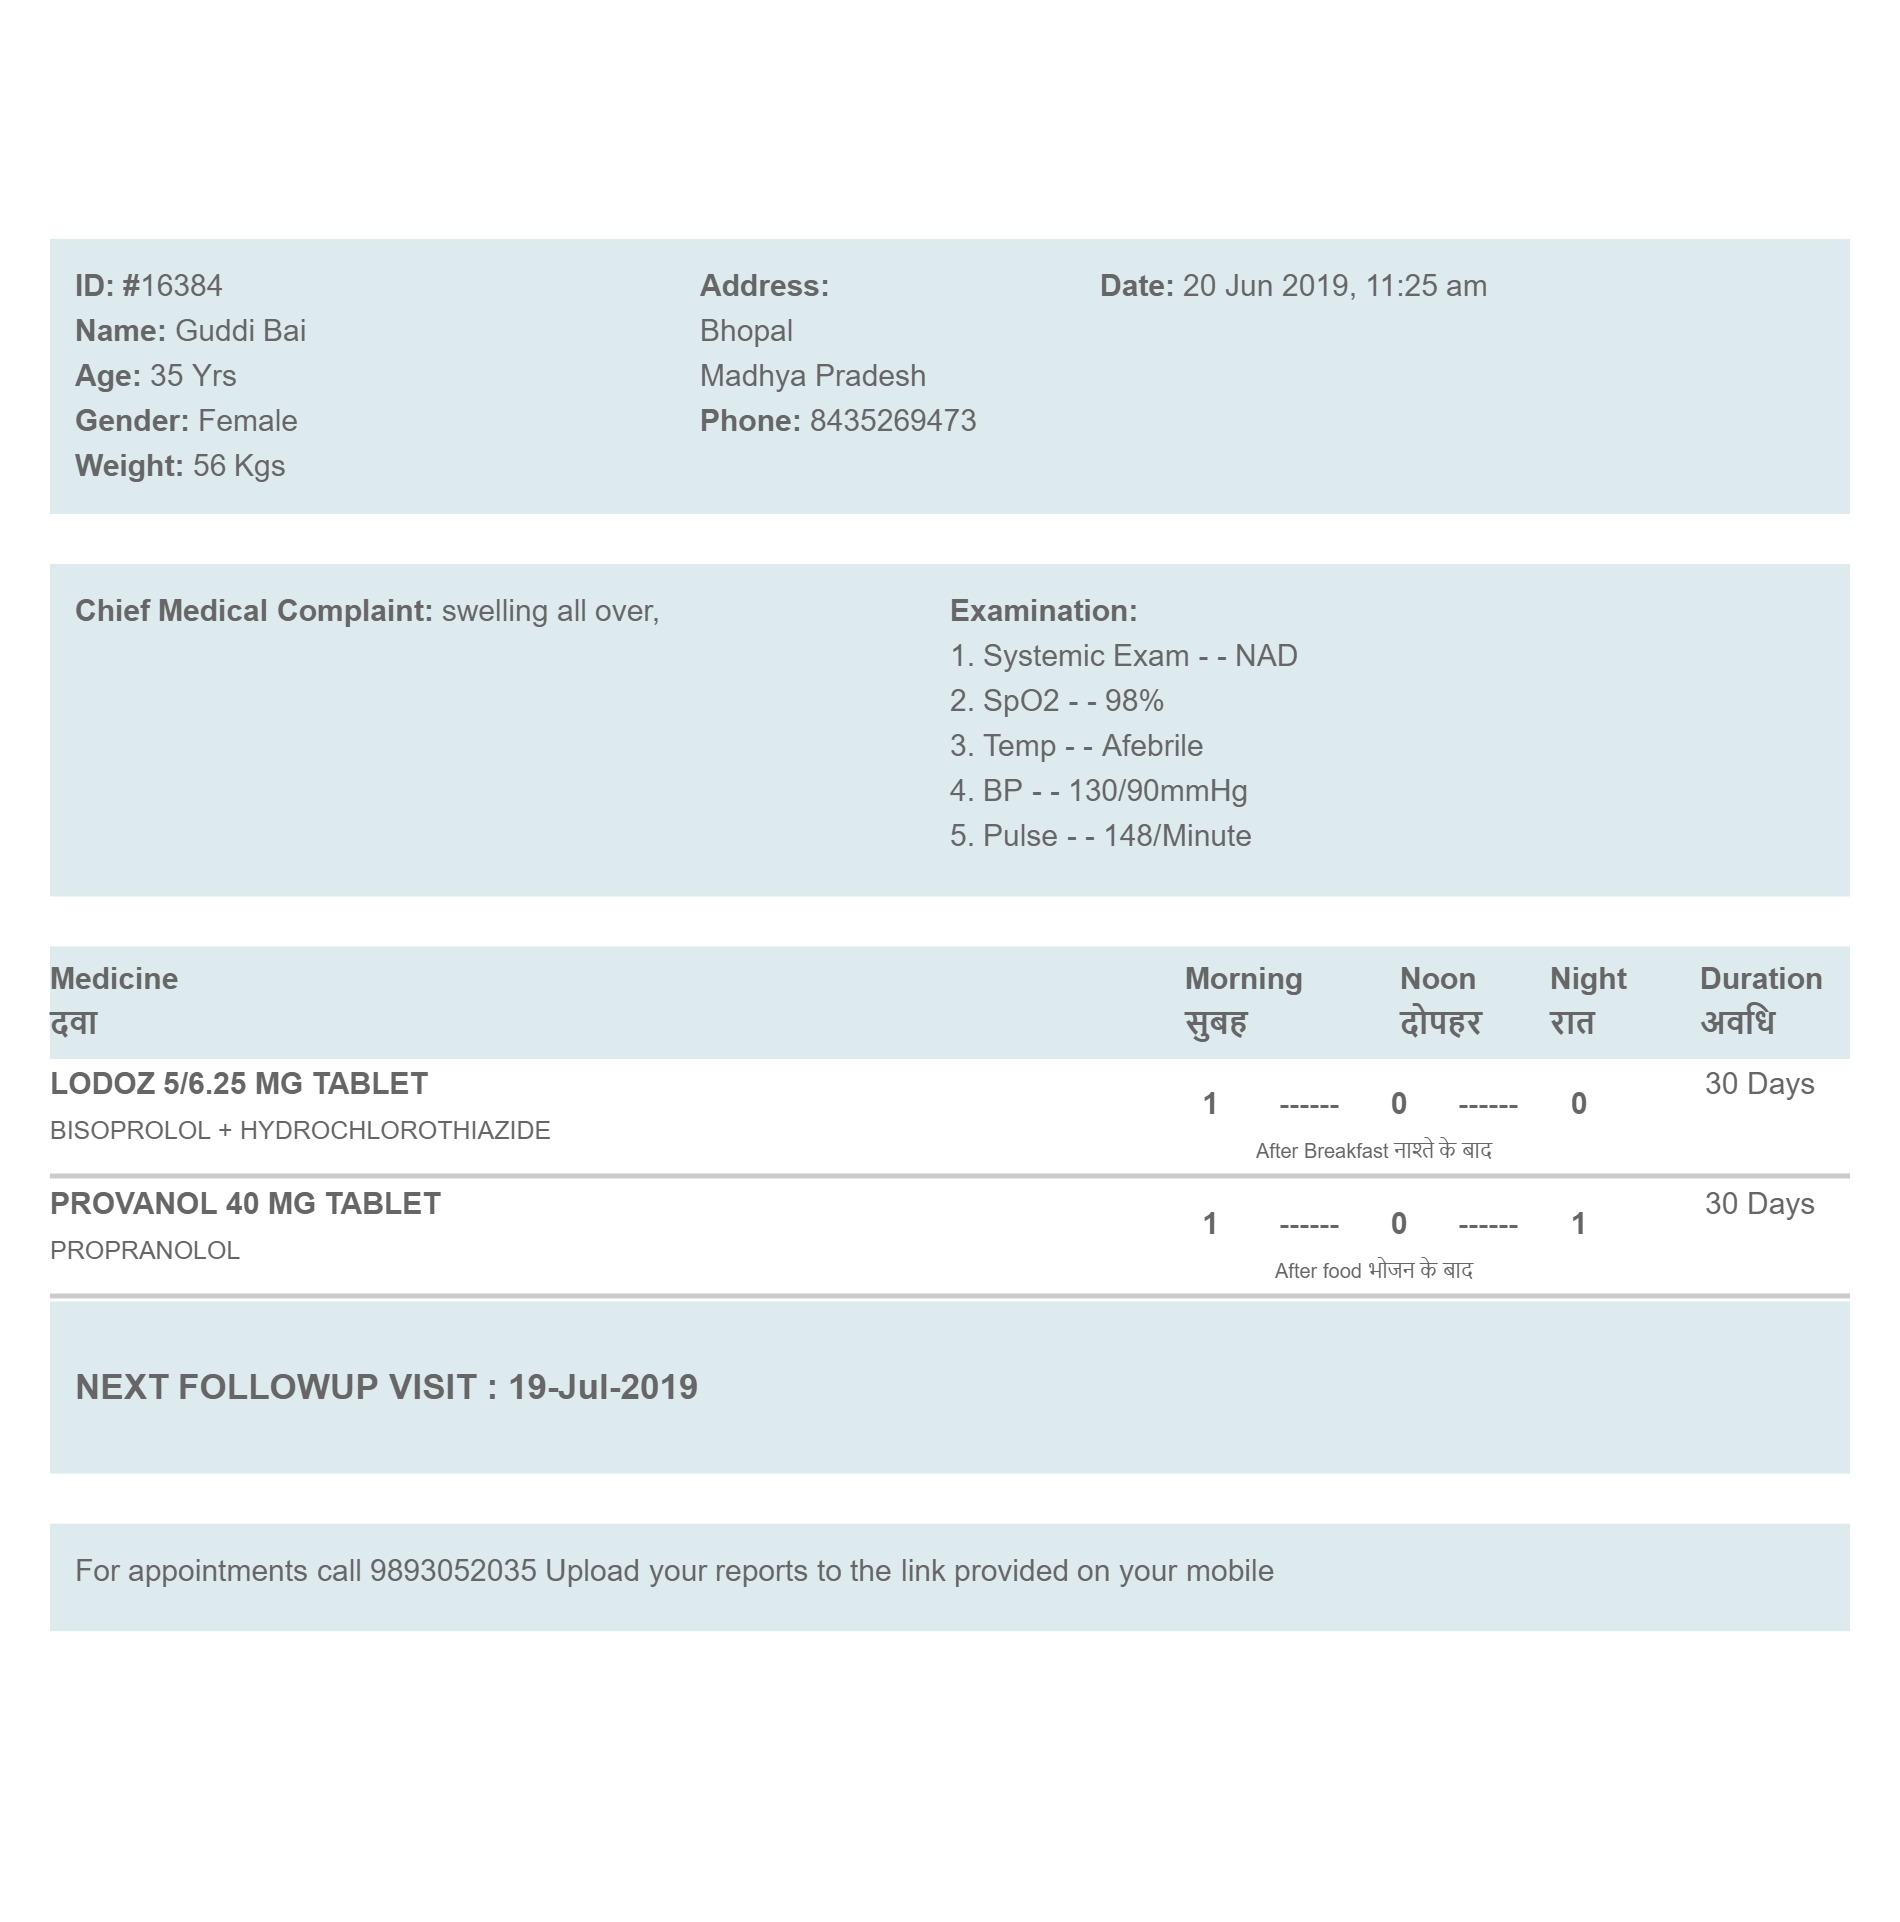 ID: #16384
Name: Guddi Bai
Age: 35 Yrs
Gender: Female
Weight: 56 Kgs
Address:
Bhopal
Madhya Pradesh
Phone: 8435269473
Date: 20 Jun 2019, 11:25 am
Chief Medical Complaint: swelling all over,
Examination:
1. Systemic Exam - - NAD
2. SpO2 - - 98%
3. Temp - - Afebrile
4. BP - - 130/90mmHg
5. Pulse - - 148/Minute
Medicine Morning Noon Night Duration
दवा सुबह दोपहर रात अवधि
LODOZ 5/6.25 MG TABLET 1 ------ 0 ------ 0 30 Days
BISOPROLOL + HYDROCHLOROTHIAZIDE
After Breakfast नाश्ते के बाद
PROVANOL 40 MG TABLET 1 ------ 0 ------ 1 30 Days
PROPRANOLOL
After food भोजन के बाद
NEXT FOLLOWUP VISIT : 19-Jul-2019
For appointments call 9893052035 Upload your reports to the link provided on your mobile